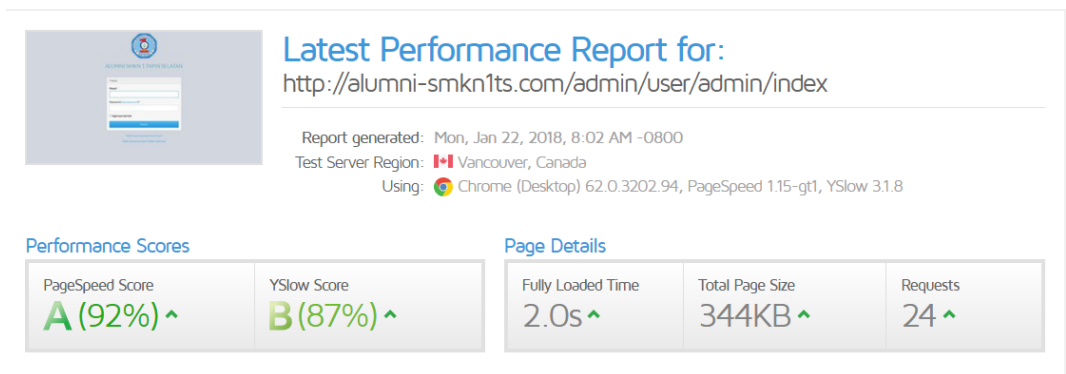 Latest Performance Report for:
http://alumni-smkn1ts.com/admin/user/admin/index
Report generated: Mon, Jan 22, 2018, 8:02 AM -0800
Test Server Region: Vancouver, Canada
Using: Chrome (Desktop) 62.0.3202.94, PageSpeed 1.15-gt1, YSlow 3.1.8
Performance Scores
PageSpeed Score
A (92%)
YSlow Score
B (87%)
Page Details
Fully Loaded Time
2.0s
Total Page Size
344KB
Requests
24